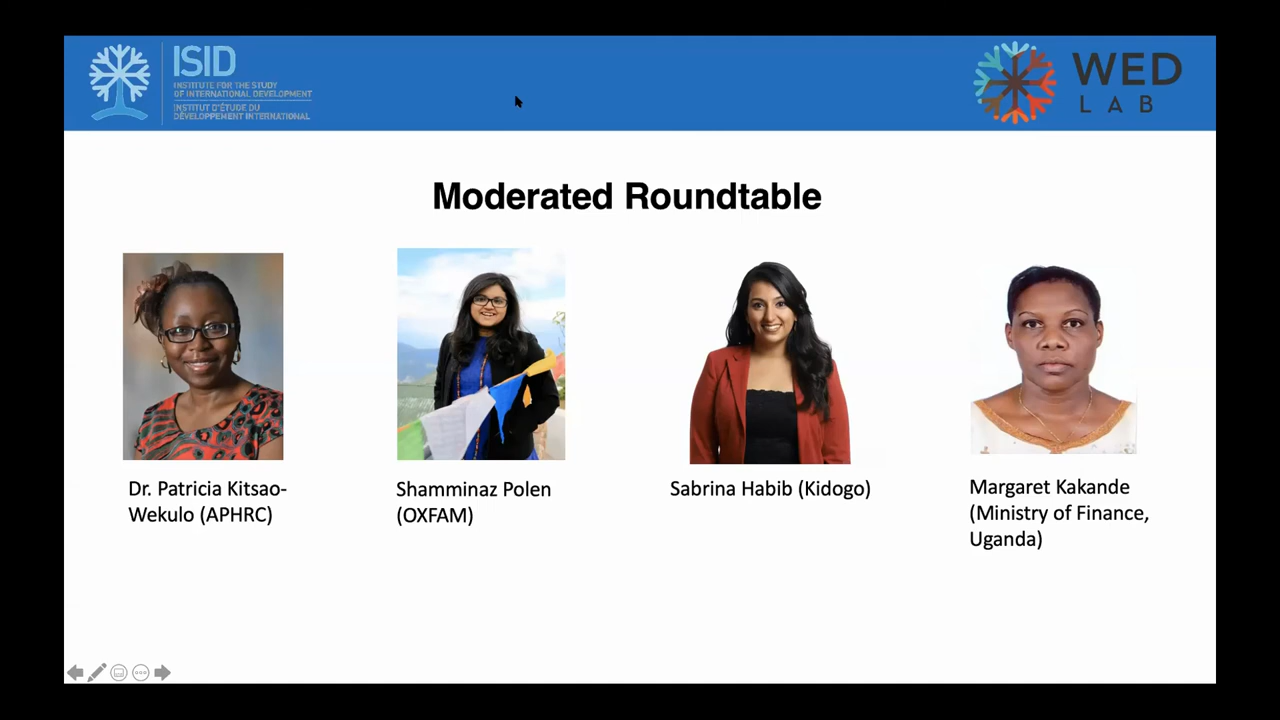 ISID
INSTITUTE FOR THE STUDY
OF INTERNATIONAL DEVELOPMENT
INSTITUT D'ÉTUDE DU
DÉVELOPPEMENT INTERNATIONAL
WED
LAB
Moderated Roundtable
Dr. Patricia Kitsao-
Wekulo (APHRC)
Shamminaz Polen
(OXFAM)
Sabrina Habib (Kidogo)
Margaret Kakande
(Ministry of Finance,
Uganda)